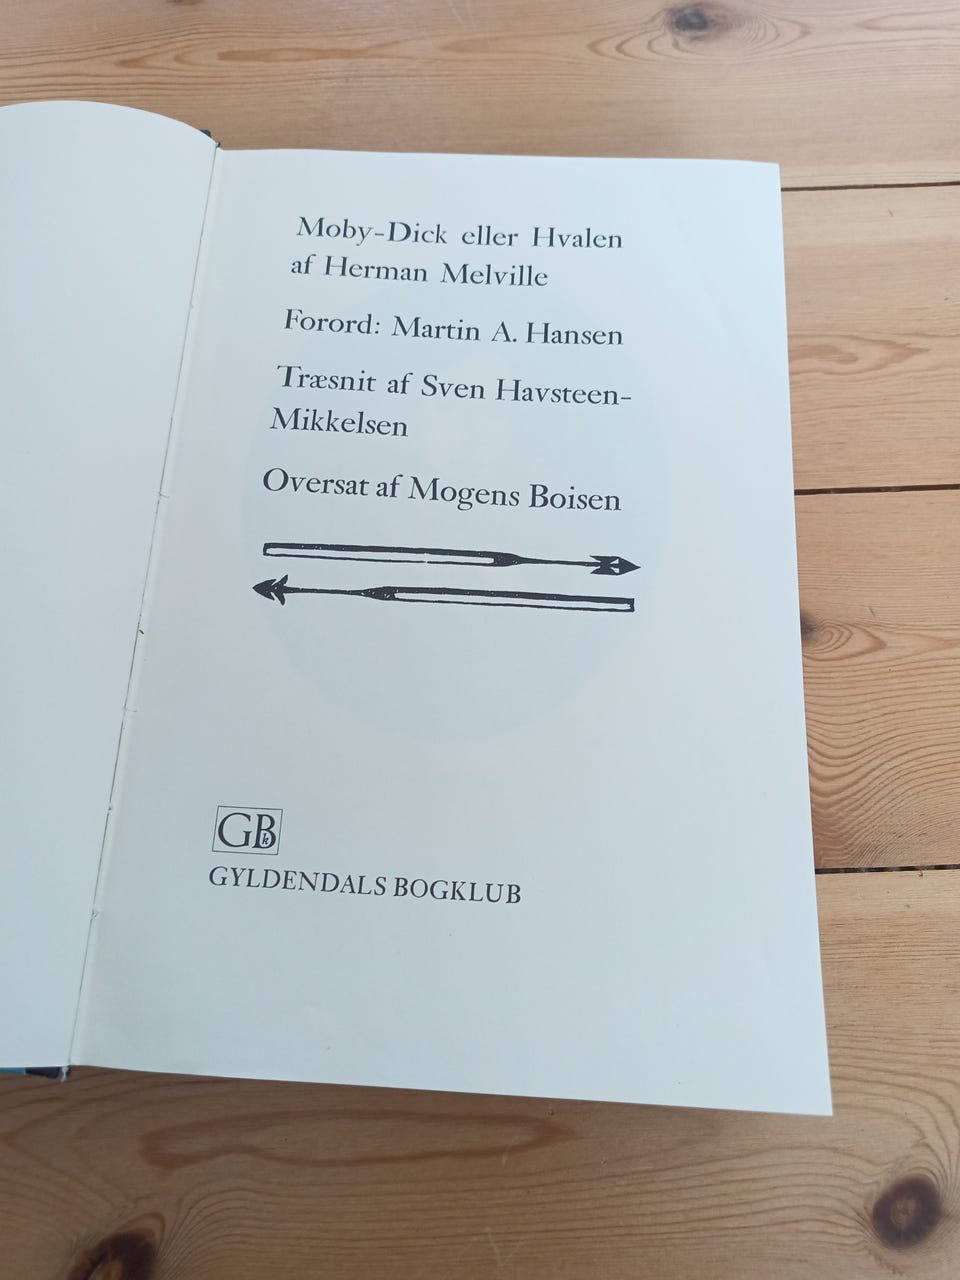 Moby-Dick eller Hvalen
af Herman Melville
Forord: Martin A. Hansen
Træsnit af Sven Havsteen-
Mikkelsen
Oversat af Mogens Boisen
GBk
GYLDENDALS BOGKLUB